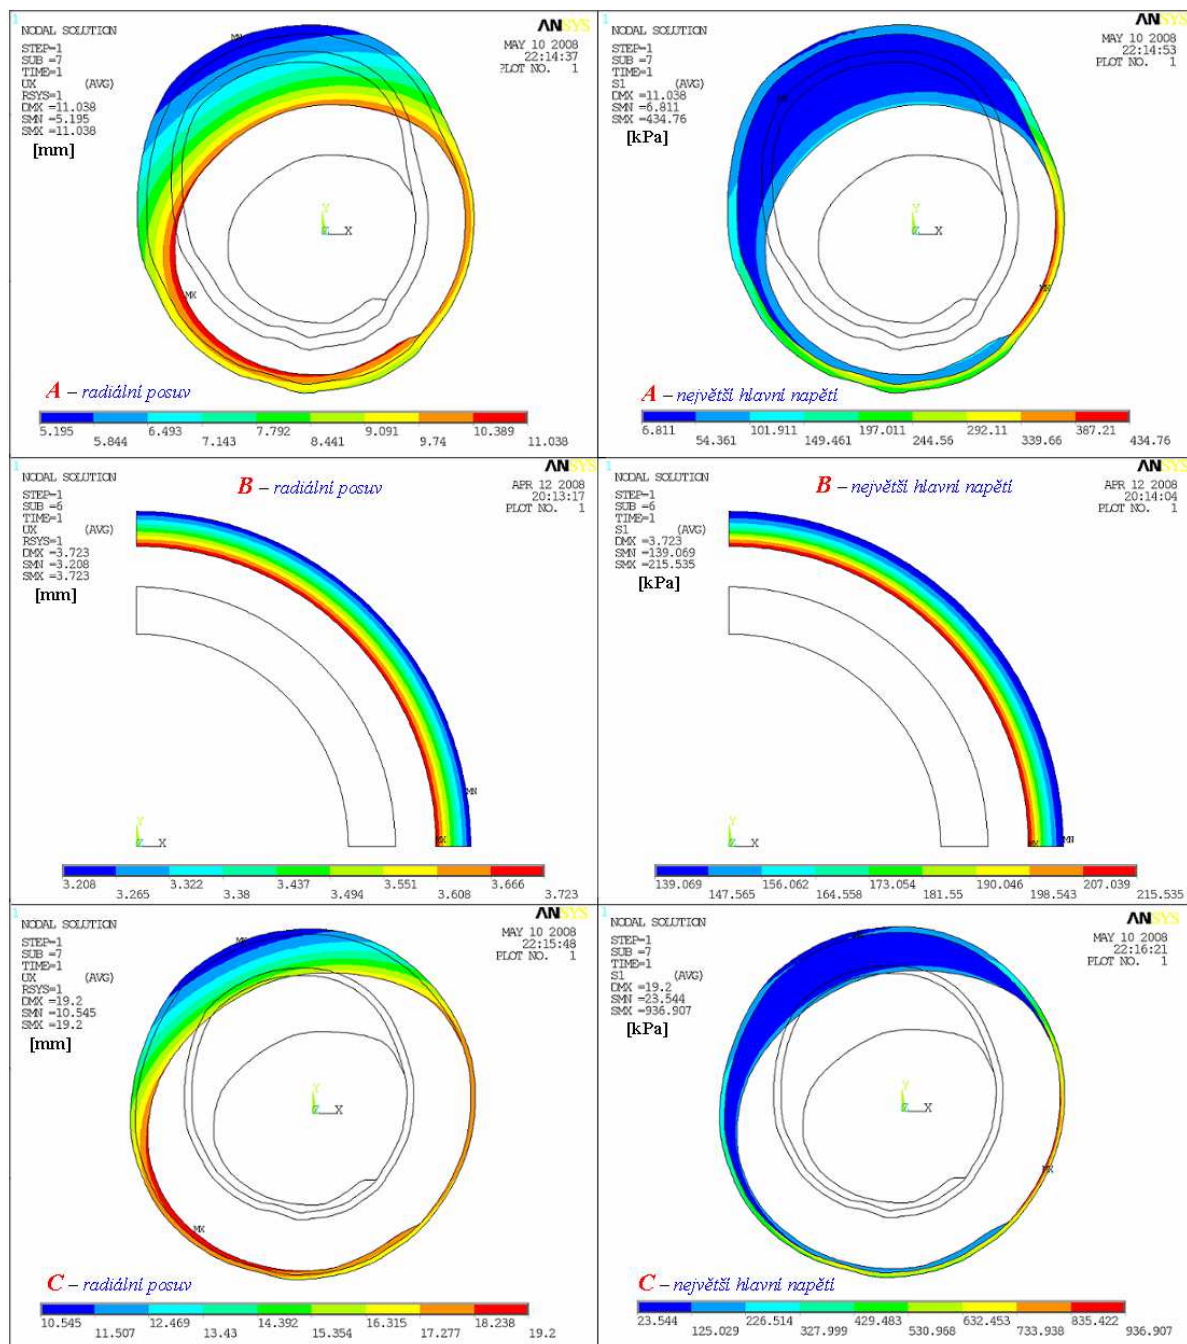 1
ANSYS
NODAL SOLUTION
STEP=1
SUB =7
TIME=1
UX (AVG)
RSYS=1
DMX =11.038
SMN =5.195
SMX =11.038
[mm]
MAY 10 2008
22:14:37
PLOT NO. 1
MN
Y
Z X
MX
A – radiální posuv
5.195 5.844 6.493 7.143 7.792 8.441 9.091 9.74 10.389 11.038
ANSYS
NODAL SOLUTION
STEP=1
SUB =7
TIME=1
S1 (AVG)
DMX =11.038
SMN =6.811
SMX =434.76
[kPa]
MAY 10 2008
22:14:53
PLOT NO. 1
MN
Y
Z X
MX
A – největší hlavní napětí
6.811 54.361 101.911 149.461 197.011 244.56 292.11 339.66 387.21 434.76
1
ANSYS
NODAL SOLUTION
STEP=1
SUB =6
TIME=1
UX (AVG)
RSYS=1
DMX =3.723
SMN =3.208
SMX =3.723
[mm]
B – radiální posuv
APR 12 2008
20:13:17
PLOT NO. 1
MN
Y
Z X
MX
3.208 3.265 3.322 3.38 3.437 3.494 3.551 3.608 3.666 3.723
1
ANSYS
NODAL SOLUTION
STEP=1
SUB =6
TIME=1
S1 (AVG)
DMX =3.723
SMN =139.069
SMX =215.535
[kPa]
B – největší hlavní napětí
APR 12 2008
20:14:04
PLOT NO. 1
Y
Z X
MX MN
139.069 147.565 156.062 164.558 173.054 181.55 190.046 198.543 207.039 215.535
1
ANSYS
NODAL SOLUTION
STEP=1
SUB =7
TIME=1
UX (AVG)
RSYS=1
DMX =19.2
SMN =10.545
SMX =19.2
[mm]
MAY 10 2008
22:15:48
PLOT NO. 1
MN
Y
Z X
MX
C – radiální posuv
10.545 11.507 12.469 13.43 14.392 15.354 16.315 17.277 18.238 19.2
1
ANSYS
NODAL SOLUTION
STEP=1
SUB =7
TIME=1
S1 (AVG)
DMX =19.2
SMN =23.544
SMX =936.907
[kPa]
MAY 10 2008
22:16:21
PLOT NO. 1
MN
Y
Z X
MX
C – největší hlavní napětí
23.544 125.029 226.514 327.999 429.483 530.968 632.453 733.938 835.422 936.907